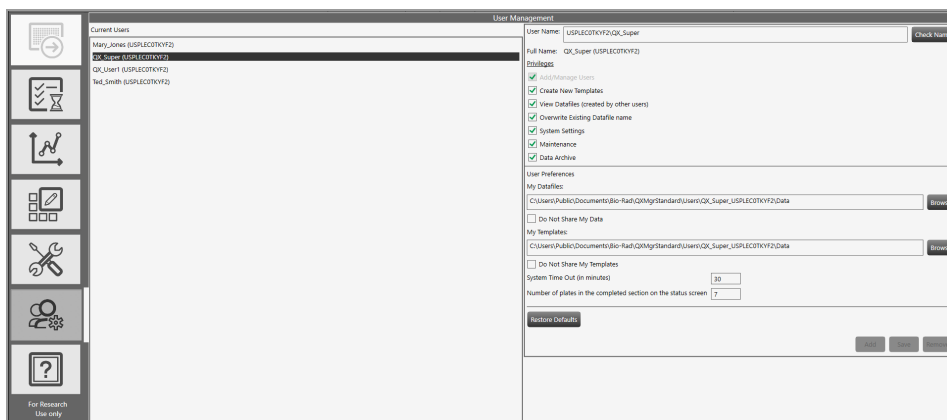 User Management
Current Users
Mary_Jones (USPLEC0TKYF2)
QX_Super (USPLEC0TKYF2)
QX_User1 (USPLEC0TKYF2)
Ted_Smith (USPLEC0TKYF2)
User Name: USPLEC0TKYF2\QX_Super Check Nam
Full Name: QX_Super (USPLEC0TKYF2)
Privileges
Add/Manage Users
Create New Templates
View Datafiles (created by other users)
Overwrite Existing Datafile name
System Settings
Maintenance
Data Archive
User Preferences
My Datafiles:
C:\Users\Public\Documents\Bio-Rad\QXMgrStandard\Users\QX_Super_USPLEC0TKYF2\Data Brows
Do Not Share My Data
My Templates:
C:\Users\Public\Documents\Bio-Rad\QXMgrStandard\Users\QX_Super_USPLEC0TKYF2\Data Brows
Do Not Share My Templates
System Time Out (in minutes) 30
Number of plates in the completed section on the status screen 7
Restore Defaults
Add Save Remove
For Research
Use only